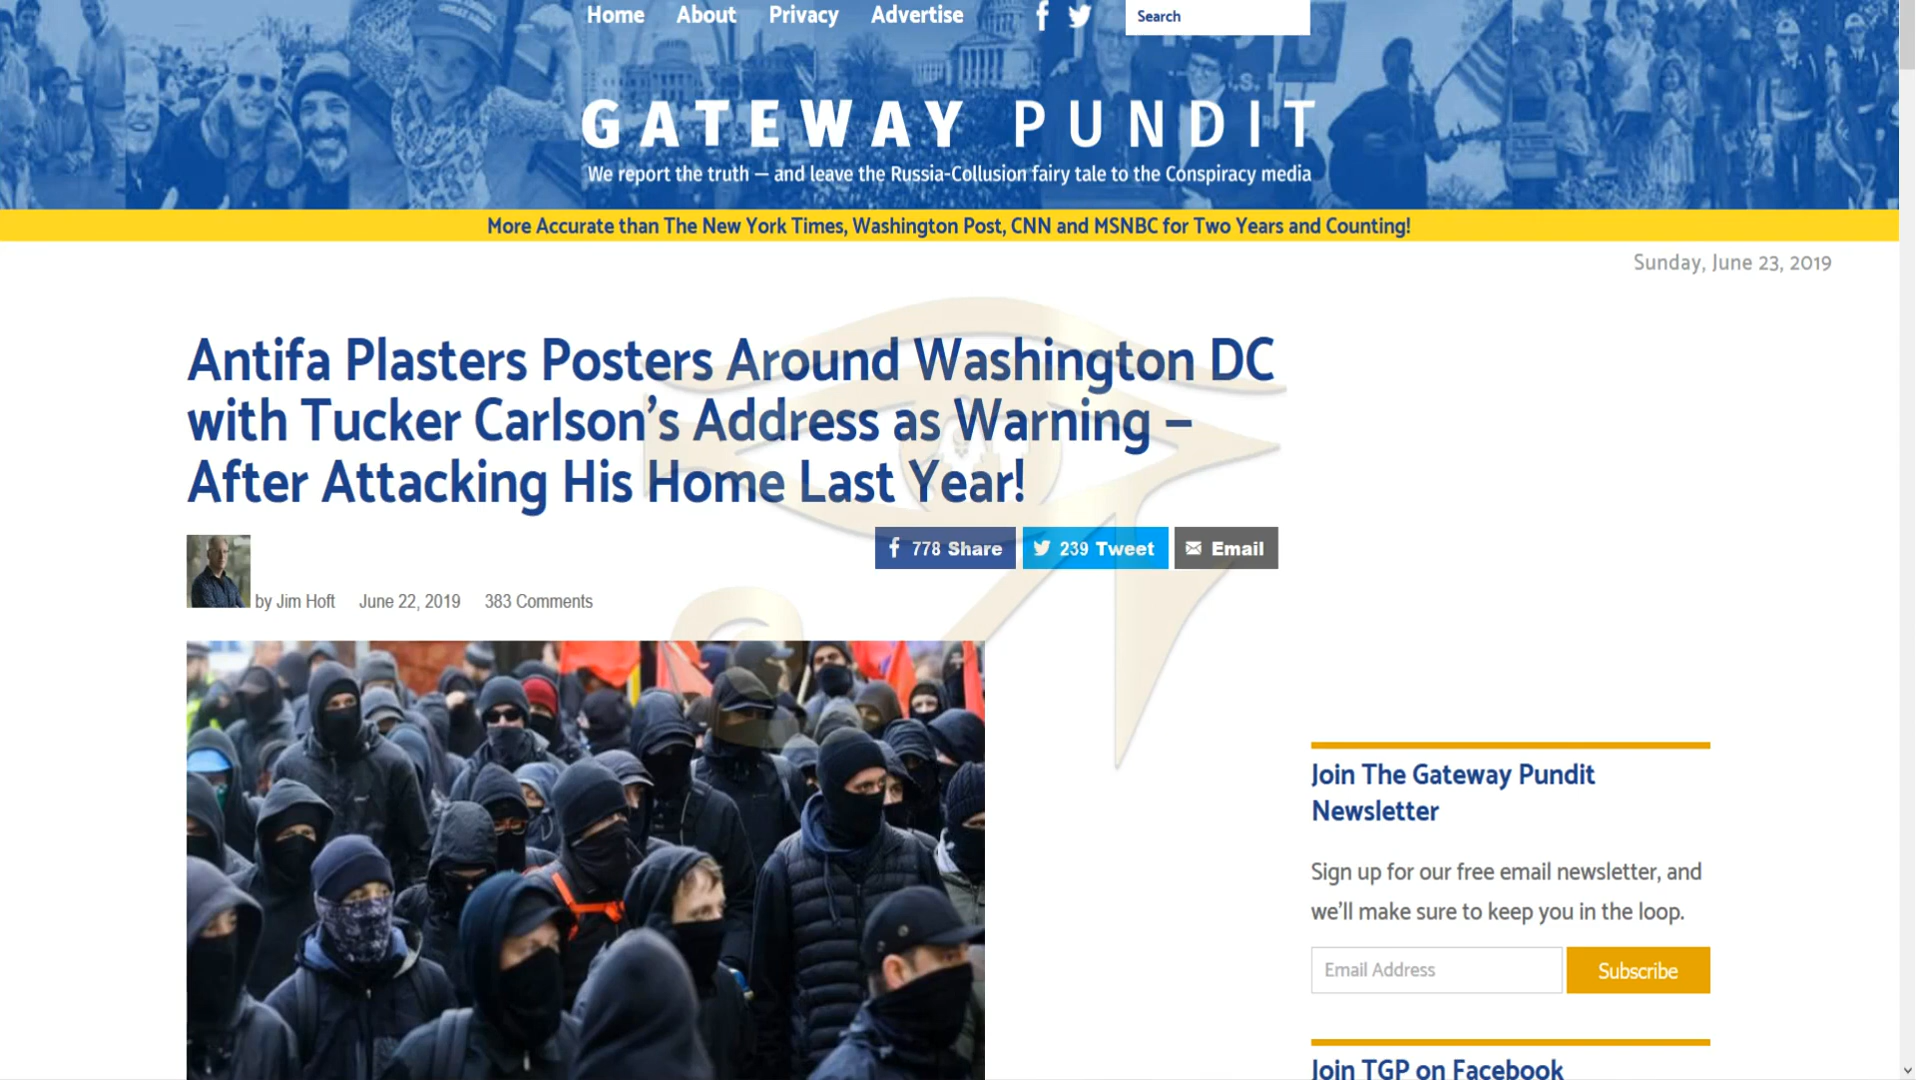 Home About Privacy Advertise Search
GATEWAY PUNDIT
We report the truth — and leave the Russia-Collusion fairy tale to the Conspiracy media
More Accurate than The New York Times, Washington Post, CNN and MSNBC for Two Years and Counting!
Sunday, June 23, 2019
Antifa Plasters Posters Around Washington DC
with Tucker Carlson's Address as Warning –
After Attacking His Home Last Year!
778 Share 239 Tweet Email
by Jim Hoft June 22, 2019 383 Comments
Join The Gateway Pundit
Newsletter
Sign up for our free email newsletter, and
we'll make sure to keep you in the loop.
Email Address Subscribe
Join TGP on Facebook